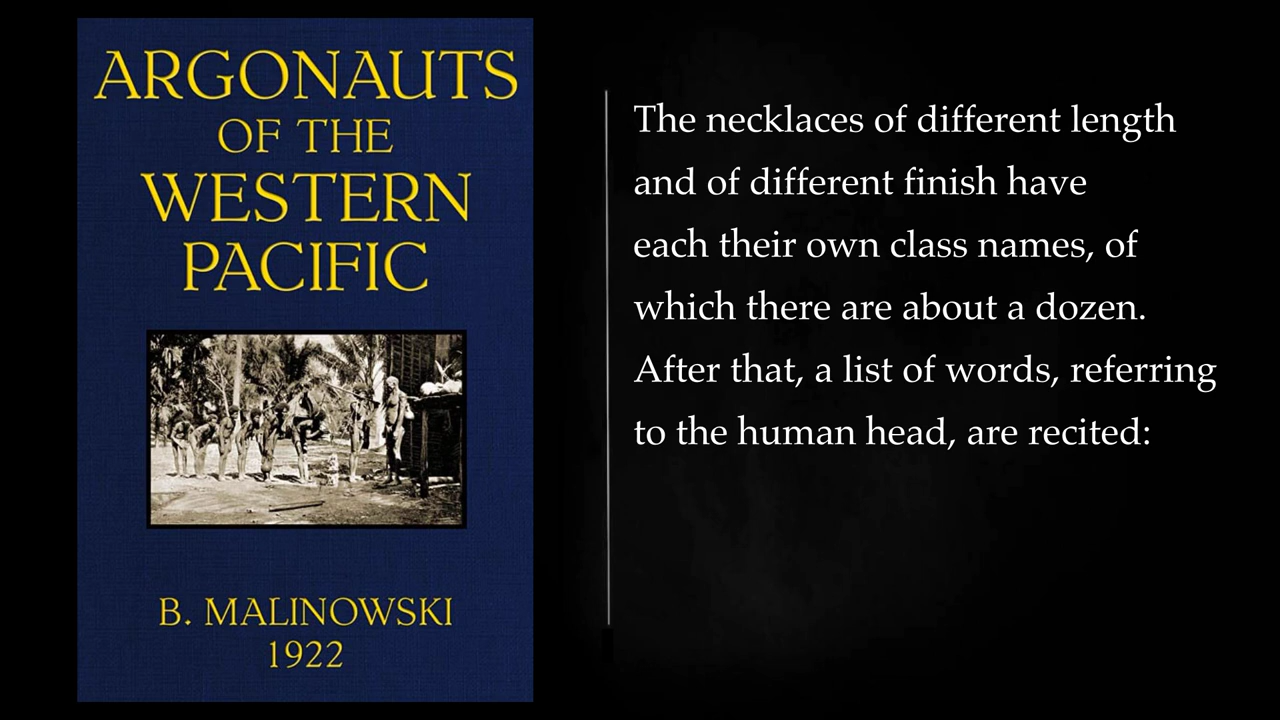 ARGONAUTS
OF THE
WESTERN
PACIFIC
B. MALINOWSKI
1922
The necklaces of different length
and of different finish have
each their own class names, of
which there are about a dozen.
After that, a list of words, referring
to the human head, are recited: